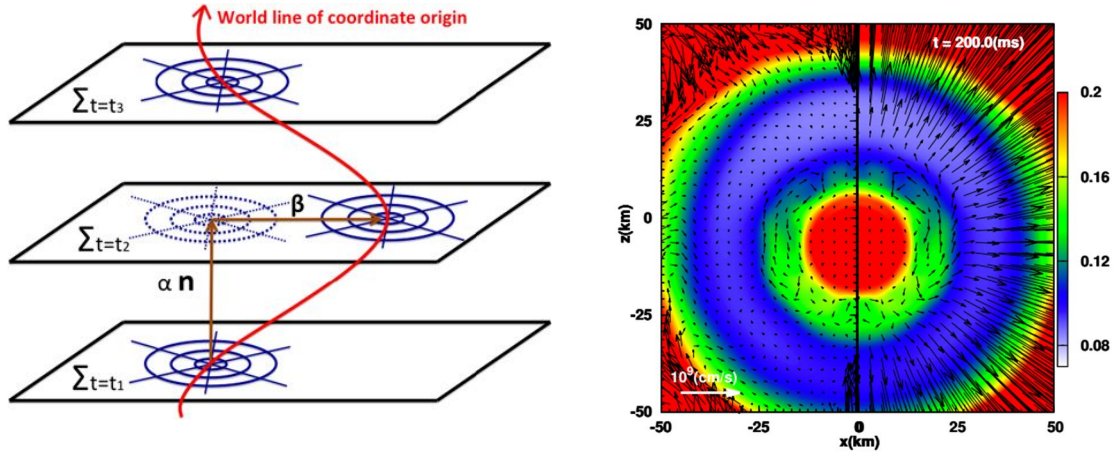 World line of coordinate origin
Σt=t₃
Σt=t₂
β
α n
Σt=t₁
t = 200.0(ms)
50
25
0
-25
-50
z(km)
10⁹(cm/s)
-50
-25
0
25
50
x(km)
0.2
0.16
0.12
0.08